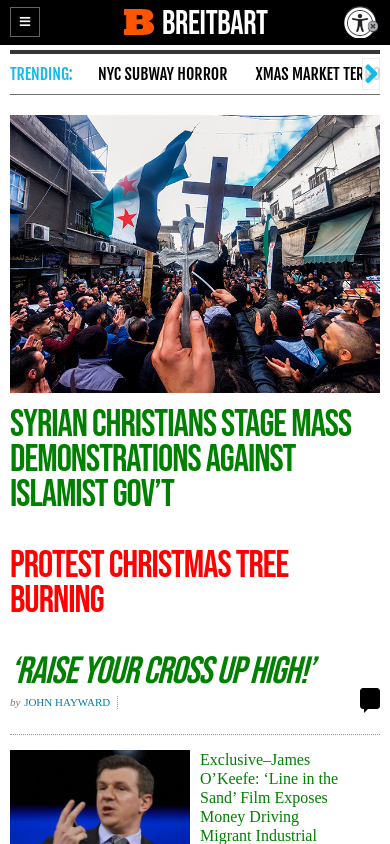 BREITBART
TRENDING: NYC SUBWAY HORROR XMAS MARKET TER
SYRIAN CHRISTIANS STAGE MASS
DEMONSTRATIONS AGAINST
ISLAMIST GOV’T
PROTEST CHRISTMAS TREE
BURNING
‘RAISE YOUR CROSS UP HIGH!’
by JOHN HAYWARD
Exclusive–James
O’Keefe: ‘Line in the
Sand’ Film Exposes
Money Driving
Migrant Industrial